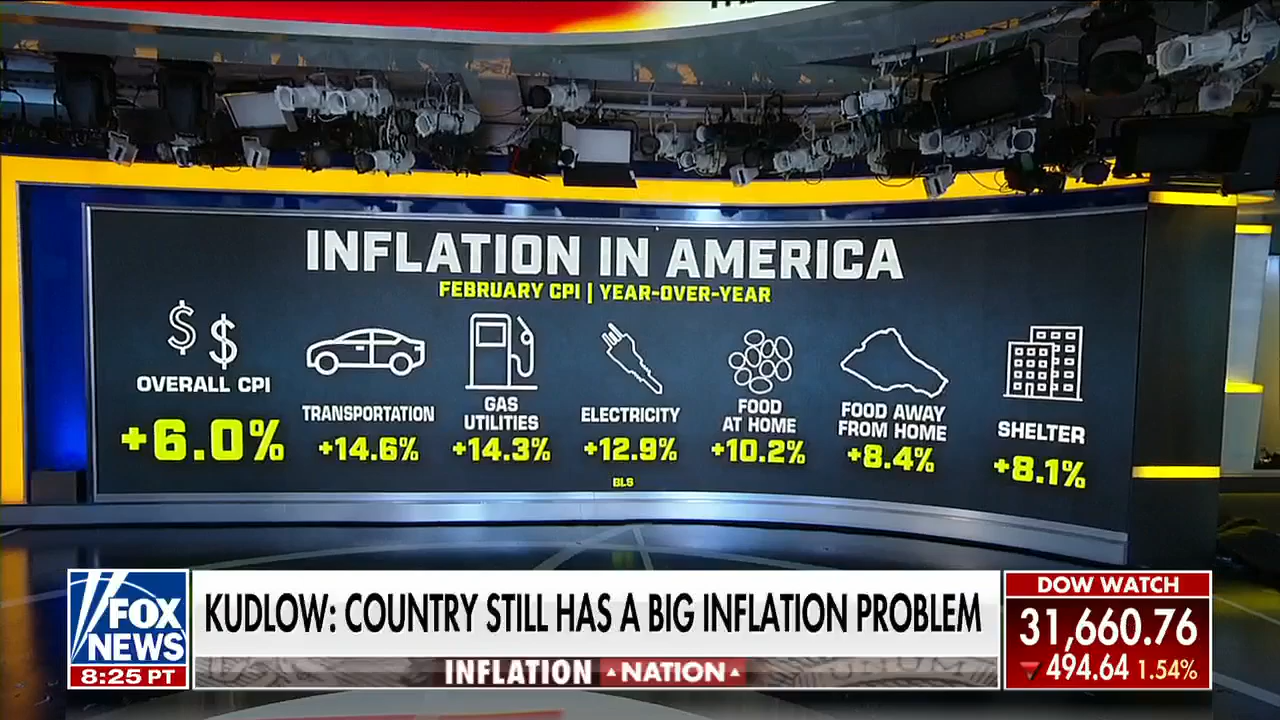 INFLATION IN AMERICA
FEBRUARY CPI | YEAR-OVER-YEAR
$ $
OVERALL CPI
+6.0%
TRANSPORTATION
+14.6%
GAS
UTILITIES
+14.3%
ELECTRICITY
+12.9%
FOOD
AT HOME
+10.2%
FOOD AWAY
FROM HOME
+8.4%
SHELTER
+8.1%
BLS
FOX
NEWS
8:25 PT
KUDLOW: COUNTRY STILL HAS A BIG INFLATION PROBLEM
INFLATION NATION
DOW WATCH
31,660.76
▼494.64 1.54%